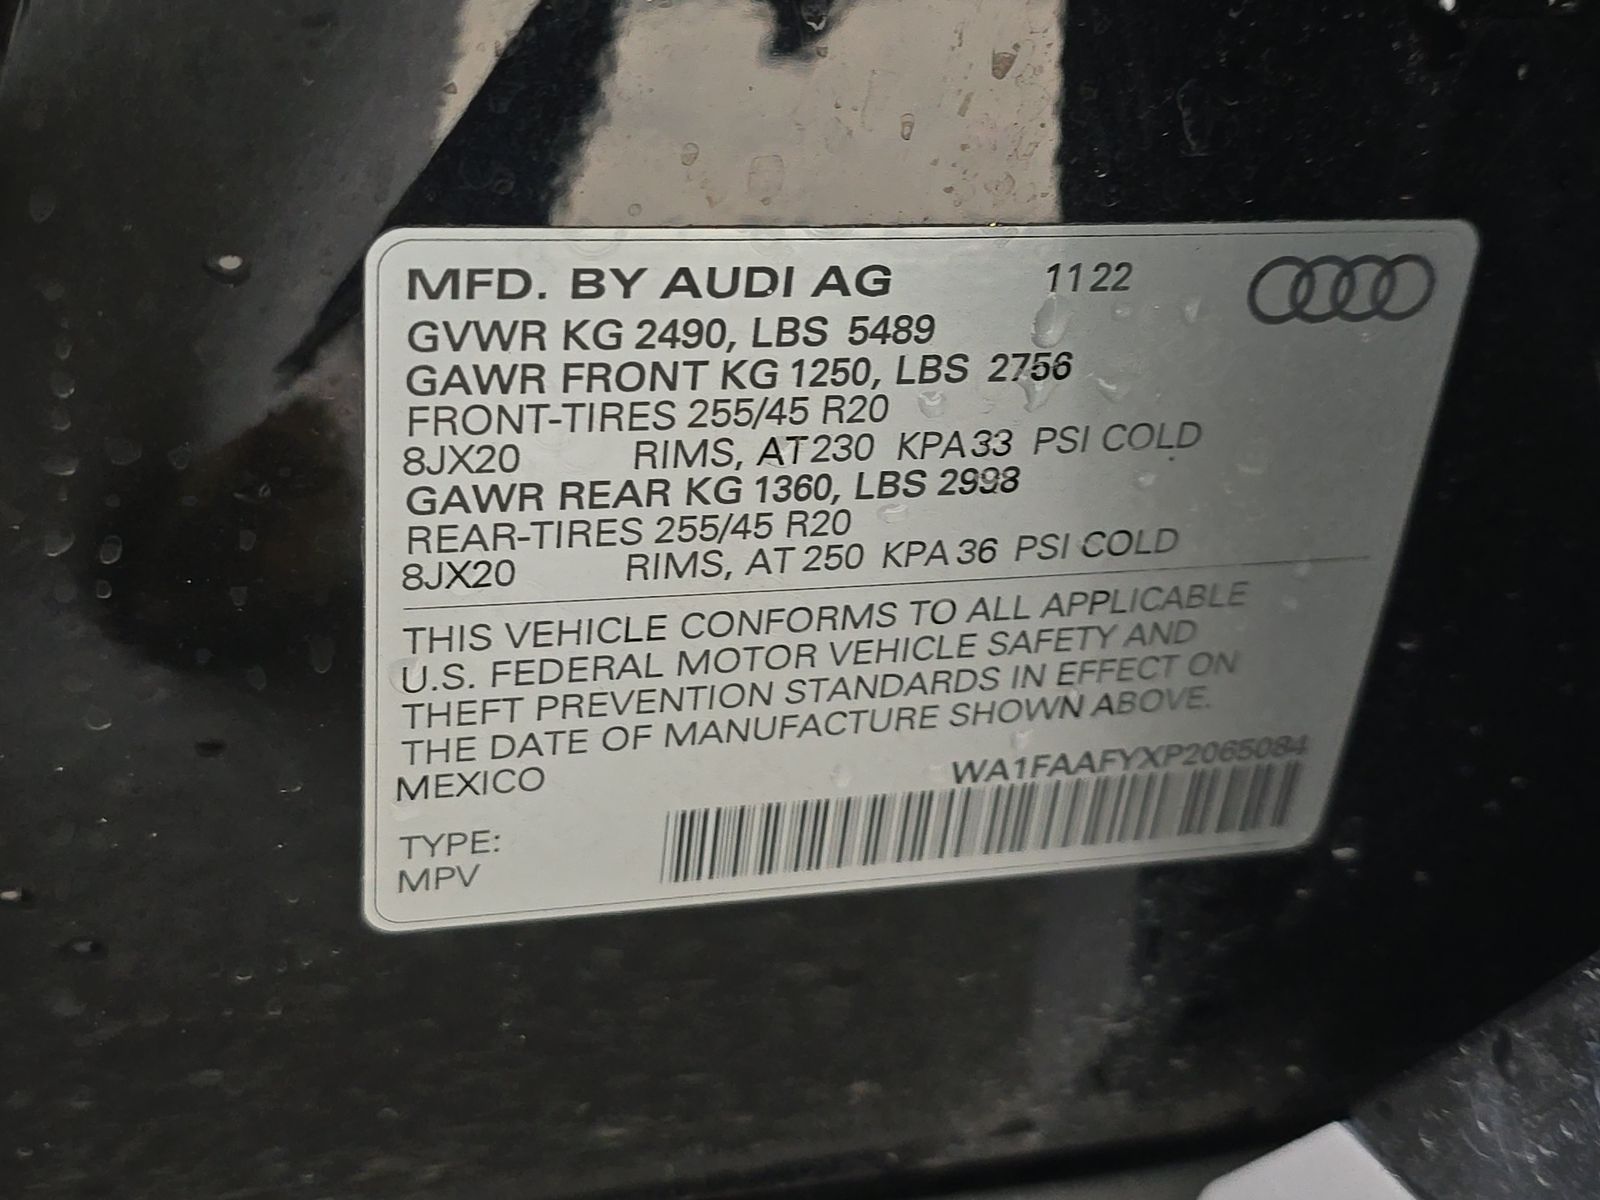 MFD. BY AUDI AG 11 22
GVWR KG 2490, LBS 5489
GAWR FRONT KG 1250, LBS 2756
FRONT-TIRES 255/45 R20
8JX20 RIMS, AT 230 KPA 33 PSI COLD
GAWR REAR KG 1360, LBS 2998
REAR-TIRES 255/45 R20
8JX20 RIMS, AT 250 KPA 36 PSI COLD
THIS VEHICLE CONFORMS TO ALL APPLICABLE
U.S. FEDERAL MOTOR VEHICLE SAFETY AND
THEFT PREVENTION STANDARDS IN EFFECT ON
THE DATE OF MANUFACTURE SHOWN ABOVE.
MEXICO WA1FAAFYXP2065084
TYPE:
MPV